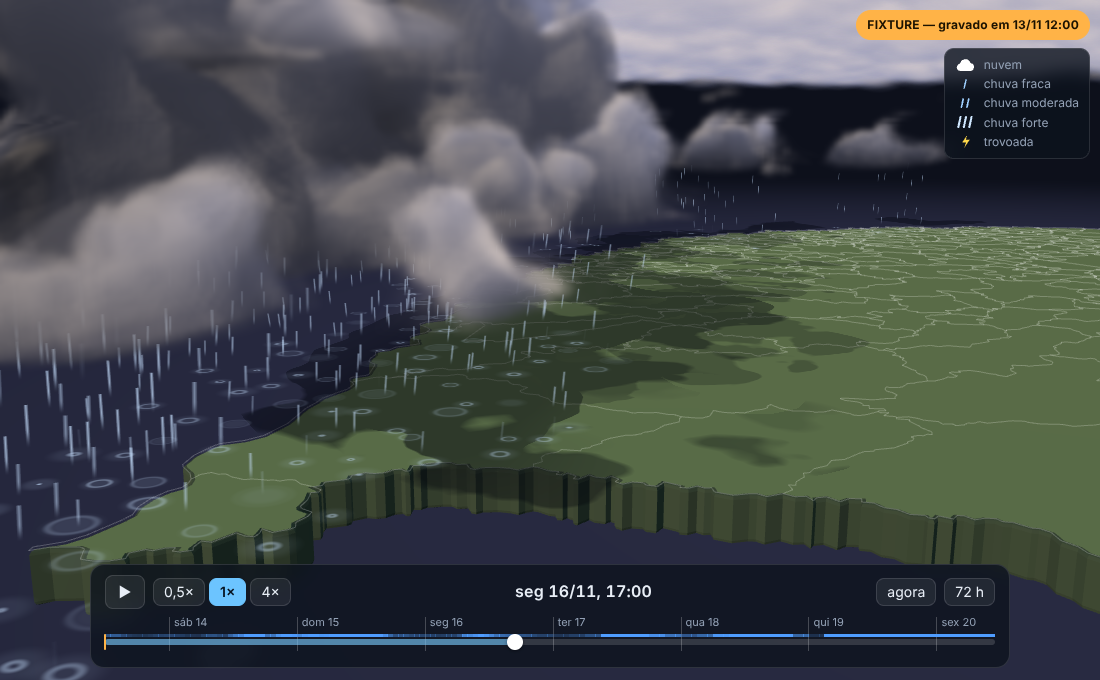 FIXTURE — gravado em 13/11 12:00
nuvem
chuva fraca
chuva moderada
chuva forte
trovoada
0,5× 1× 4× seg 16/11, 17:00 agora 72 h
sáb 14 dom 15 seg 16 ter 17 qua 18 qui 19 sex 20